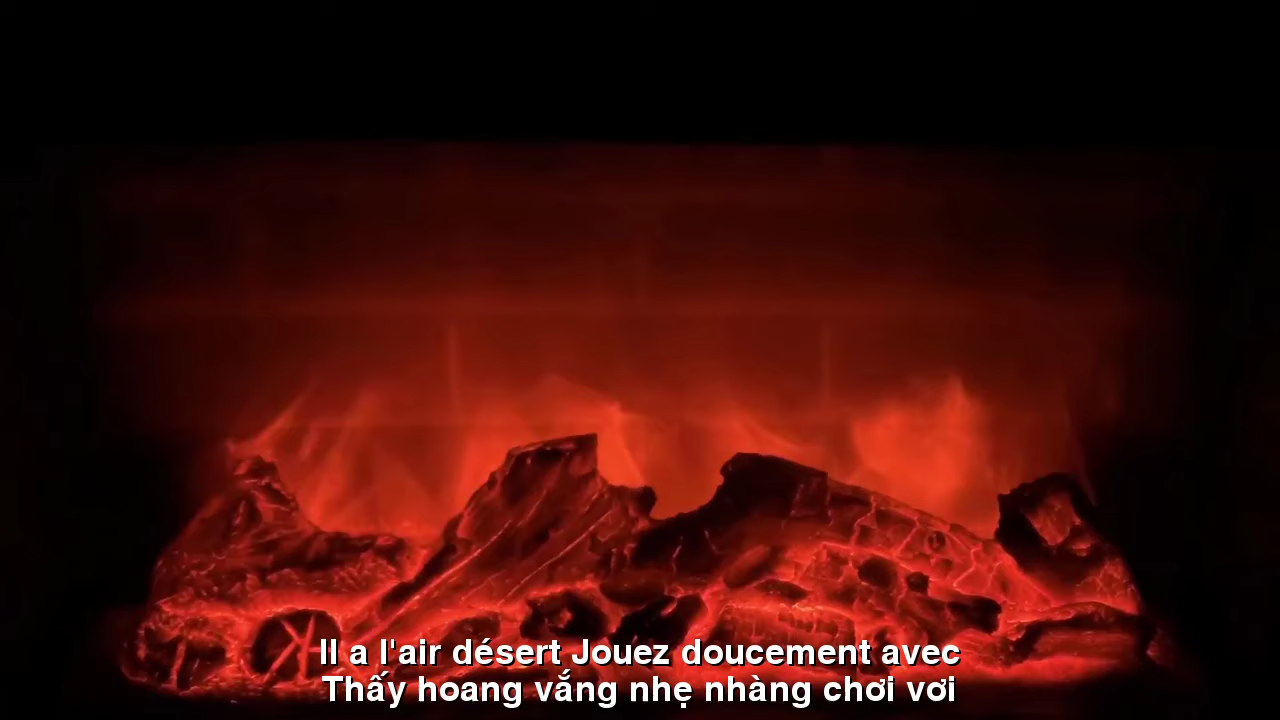 Il a l'air désert Jouez doucement avec
Thấy hoang vắng nhẹ nhàng chơi vơi